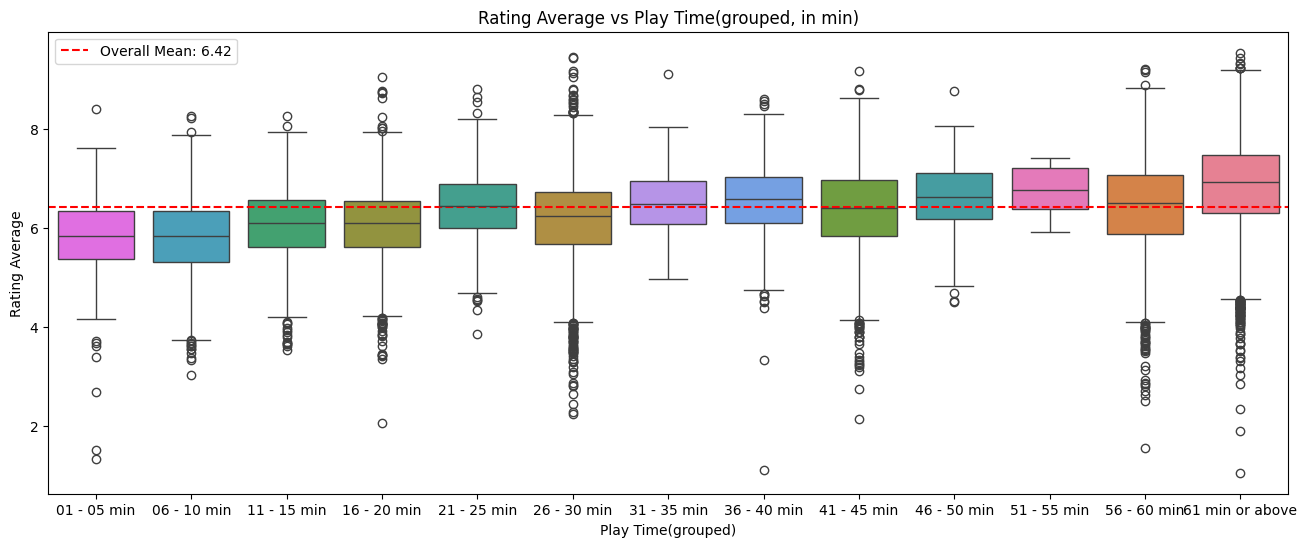 Rating Average vs Play Time(grouped, in min)
Overall Mean: 6.42
Rating Average
8
6
4
2
01 - 05 min 06 - 10 min 11 - 15 min 16 - 20 min 21 - 25 min 26 - 30 min 31 - 35 min 36 - 40 min 41 - 45 min 46 - 50 min 51 - 55 min 56 - 60 min 61 min or above
Play Time(grouped)